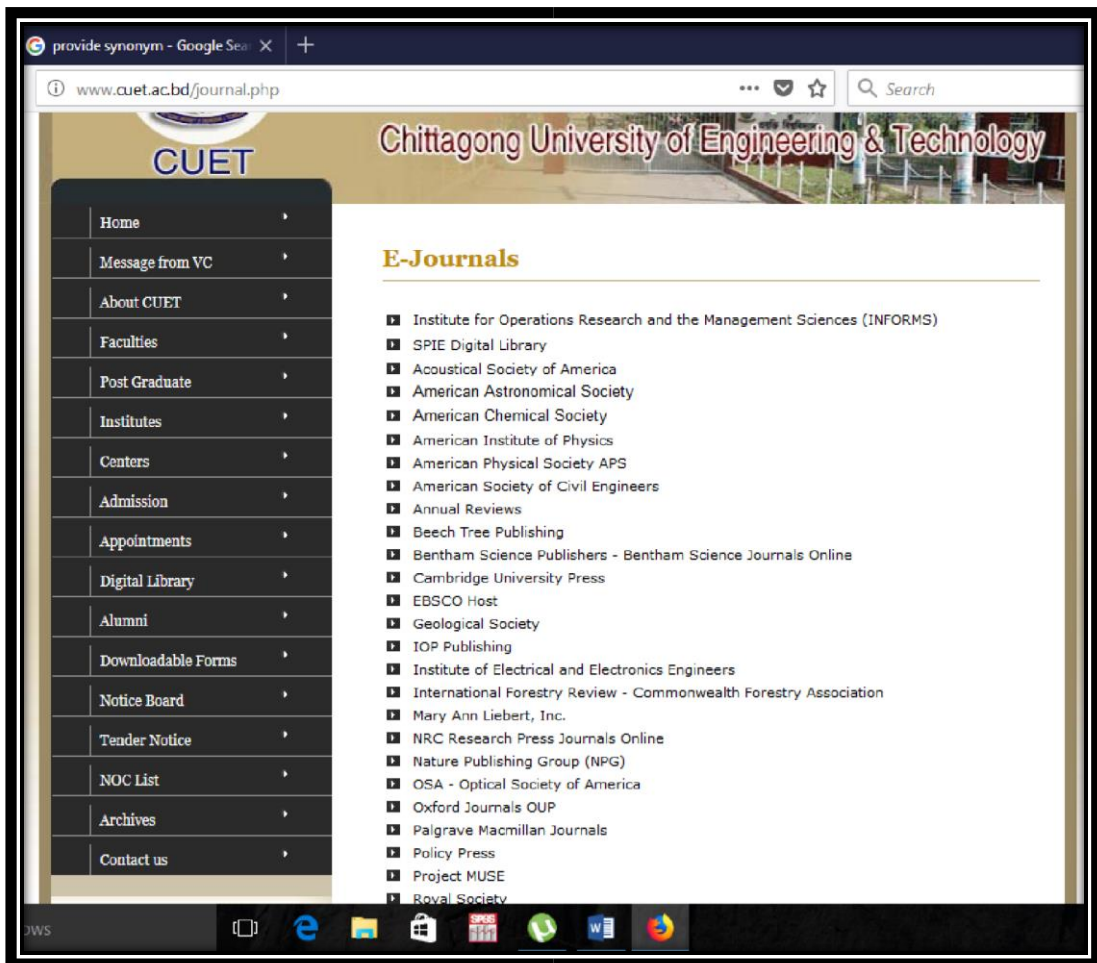 provide synonym - Google Sea
www.cuet.ac.bd/journal.php
Search
CUET
Chittagong University of Engineering & Technology
Home
Message from VC
About CUET
Faculties
Post Graduate
Institutes
Centers
Admission
Appointments
Digital Library
Alumni
Downloadable Forms
Notice Board
Tender Notice
NOC List
Archives
Contact us
E-Journals
Institute for Operations Research and the Management Sciences (INFORMS)
SPIE Digital Library
Acoustical Society of America
American Astronomical Society
American Chemical Society
American Institute of Physics
American Physical Society APS
American Society of Civil Engineers
Annual Reviews
Beech Tree Publishing
Bentham Science Publishers - Bentham Science Journals Online
Cambridge University Press
EBSCO Host
Geological Society
IOP Publishing
Institute of Electrical and Electronics Engineers
International Forestry Review - Commonwealth Forestry Association
Mary Ann Liebert, Inc.
NRC Research Press Journals Online
Nature Publishing Group (NPG)
OSA - Optical Society of America
Oxford Journals OUP
Palgrave Macmillan Journals
Policy Press
Project MUSE
Royal Society
ows
SPSS